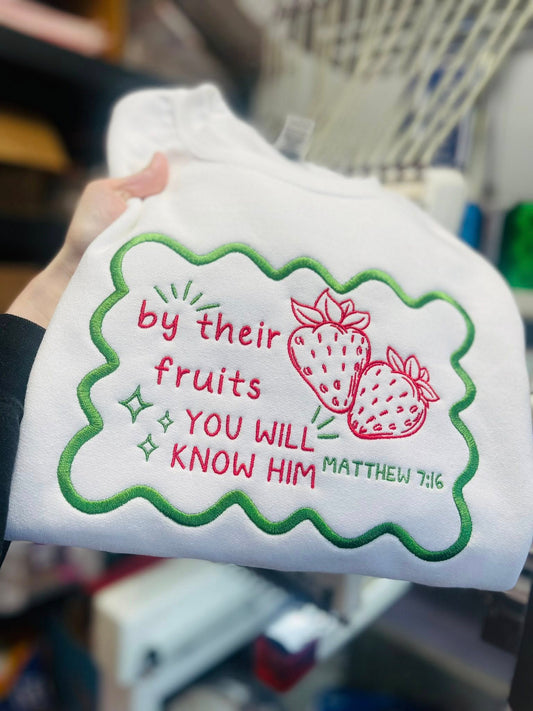 by their
fruits
YOU WILL
KNOW HIM
MATTHEW 7:16